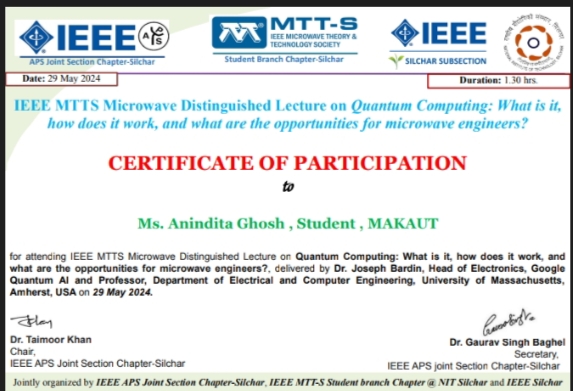 IEEE
APS Joint Section Chapter-Silchar
MTT-S
IEEE MICROWAVE THEORY &
TECHNOLOGY SOCIETY
Student Branch Chapter-Silchar
IEEE
SILCHAR SUBSECTION
Date: 29 May 2024
Duration: 1.30 hrs.
IEEE MTTS Microwave Distinguished Lecture on Quantum Computing: What is it,
how does it work, and what are the opportunities for microwave engineers?
CERTIFICATE OF PARTICIPATION
to
Ms. Anindita Ghosh , Student , MAKAUT
for attending IEEE MTTS Microwave Distinguished Lecture on Quantum Computing: What is it, how does it work, and
what are the opportunities for microwave engineers?, delivered by Dr. Joseph Bardin, Head of Electronics, Google
Quantum AI and Professor, Department of Electrical and Computer Engineering, University of Massachusetts,
Amherst, USA on 29 May 2024.
Dr. Taimoor Khan
Chair,
IEEE APS Joint Section Chapter-Silchar
Dr. Gaurav Singh Baghel
Secretary,
IEEE APS joint Section Chapter-Silchar
Jointly organized by IEEE APS Joint Section Chapter-Silchar, IEEE MTT-S Student branch Chapter @ NIT Silchar and IEEE Silchar